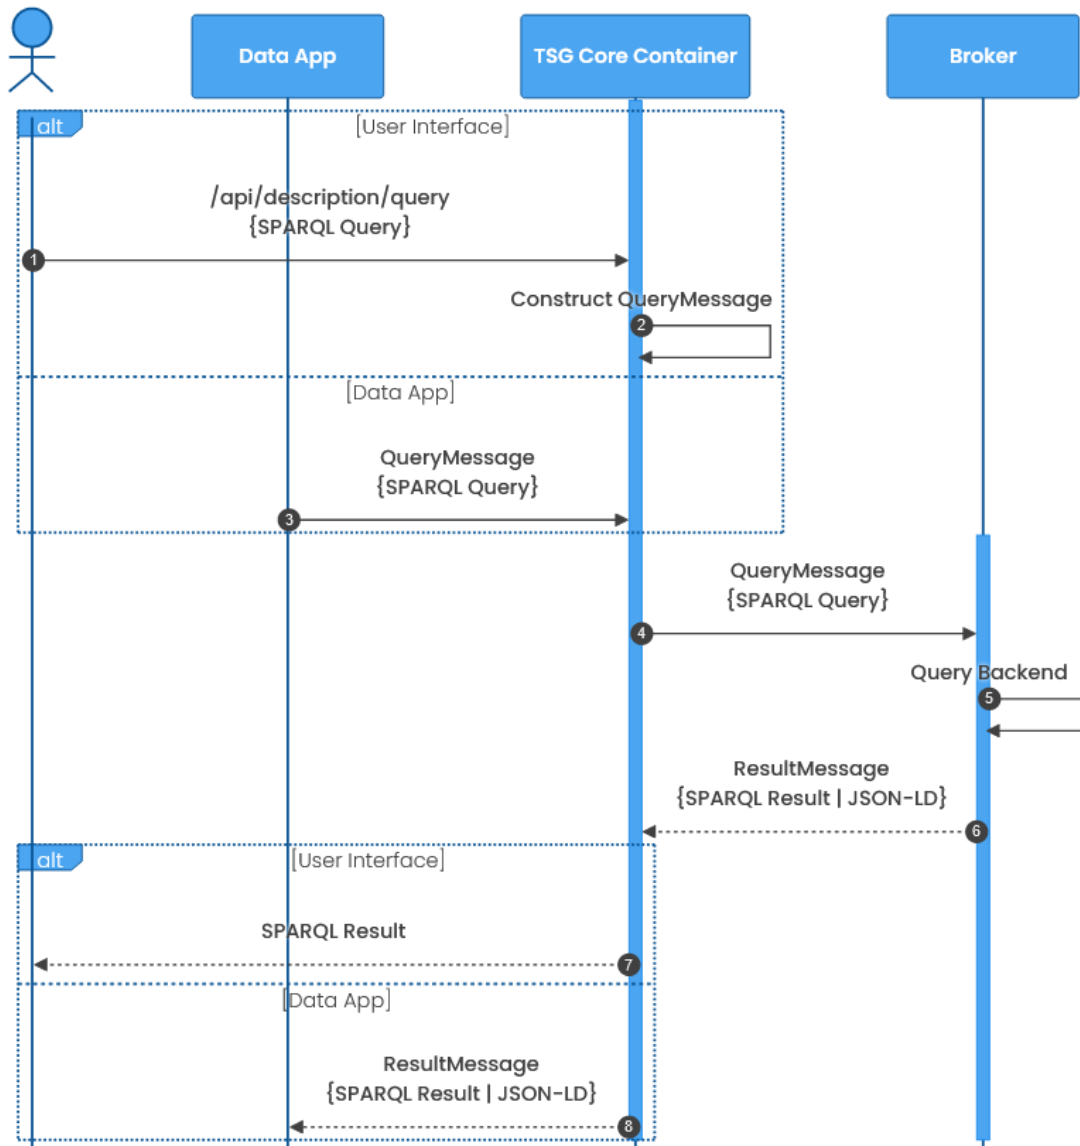 Data App
TSG Core Container
Broker
alt
[User Interface]
/api/description/query
{SPARQL Query}
1
Construct QueryMessage
2
[Data App]
QueryMessage
{SPARQL Query}
3
QueryMessage
{SPARQL Query}
4
Query Backend
5
ResultMessage
{SPARQL Result | JSON-LD}
6
alt
[User Interface]
SPARQL Result
7
[Data App]
ResultMessage
{SPARQL Result | JSON-LD}
8